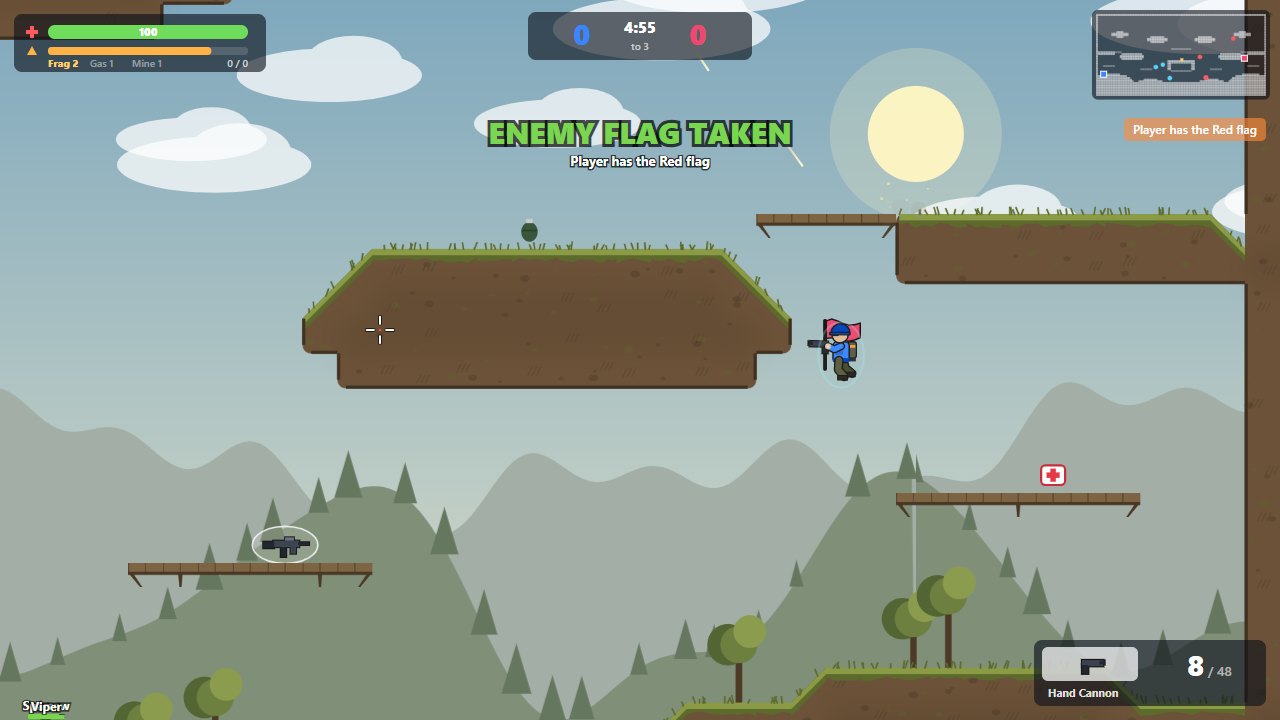 100
Frag 2 Gas 1 Mine 1 0 / 0
0 4:55 0
to 3
ENEMY FLAG TAKEN
Player has the Red flag
Player has the Red flag
8 / 48
Hand Cannon
Viper